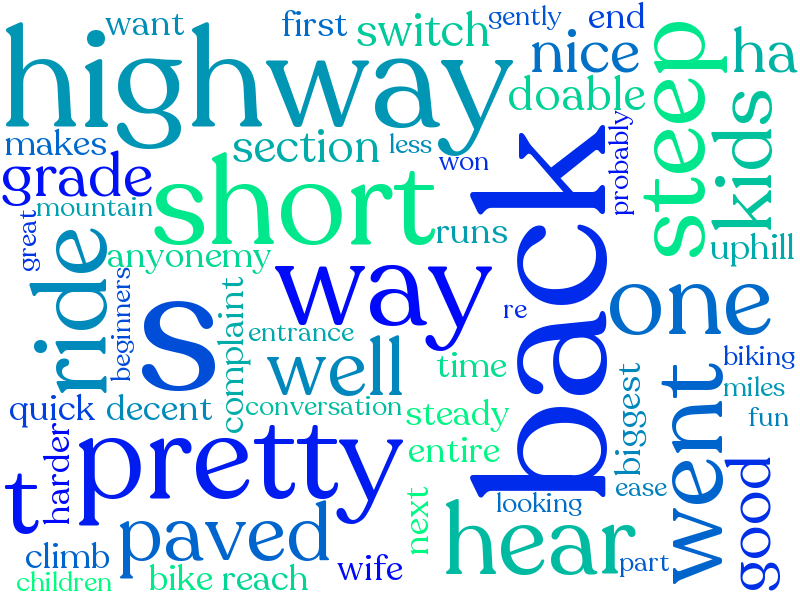 want
first
switch
gently
end
highway
nice
steep
ha
doable
makes
section
less
won
probably
kids
grade
short
back
mountain
great
ride
anyonemy
runs
uphill
way
beginners
s
complaint
entrance
re
one
well
time
biking
miles
fun
quick
decent
conversation
steady
biggest
went
harder
pretty
entire
t
paved
next
looking
ease
good
hear
climb
wife
part
children
bike
reach